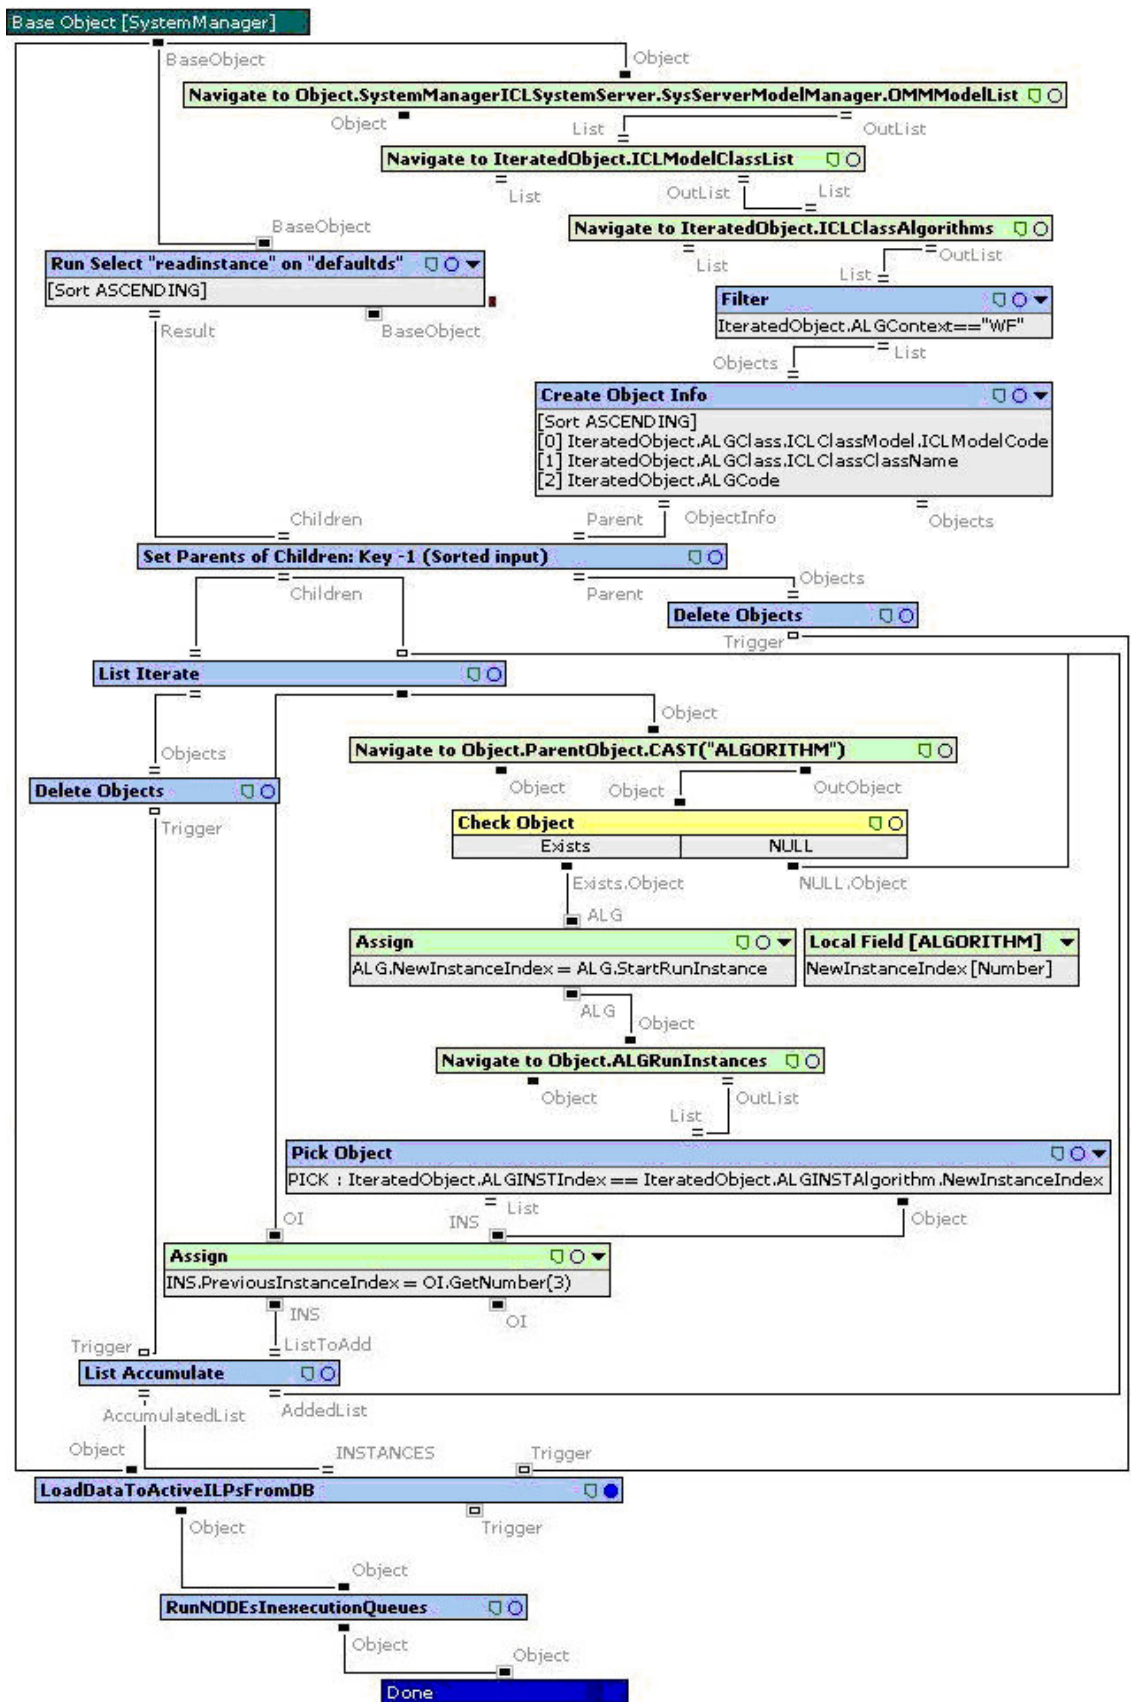 Base Object [SystemManager]
BaseObject
Object
Navigate to Object.SystemManagerICLSystemServer.SysServerModelManager.OMMModelList
Object
List
OutList
Navigate to IteratedObject.ICLModelClassList
List
OutList
List
BaseObject
Navigate to IteratedObject.ICLClassAlgorithms
List
OutList
Run Select "readinstance" on "defaultds"
[Sort ASCENDING]
List
Filter
IteratedObject.ALGContext=="WF"
Result
BaseObject
List
Objects
Create Object Info
[Sort ASCENDING]
[0] IteratedObject.ALGClass.ICLClassModel.ICLModelCode
[1] IteratedObject.ALGClass.ICLClassClassName
[2] IteratedObject.ALGCode
Children
Parent
ObjectInfo
Objects
Set Parents of Children: Key -1 (Sorted input)
Children
Parent
Objects
Delete Objects
Trigger
List Iterate
Object
Navigate to Object.ParentObject.CAST("ALGORITHM")
Objects
Object
Object
OutObject
Delete Objects
Trigger
Check Object
Exists
NULL
Exists.Object
NULL.Object
ALG
Assign
ALG.NewInstanceIndex = ALG.StartRunInstance
Local Field [ALGORITHM]
NewInstanceIndex[Number]
ALG
Object
Navigate to Object.ALGRunInstances
Object
OutList
List
Pick Object
PICK : IteratedObject.ALGINSTIndex == IteratedObject.ALGINSTAlgorithm.NewInstanceIndex
List
Object
OI
INS
Assign
INS.PreviousInstanceIndex = OI.GetNumber(3)
INS
OI
Trigger
ListToAdd
List Accumulate
AccumulatedList
AddedList
Object
INSTANCES
Trigger
LoadDataToActiveILPsFromDB
Object
Trigger
Object
RunNODEsInexecutionQueues
Object
Object
Done